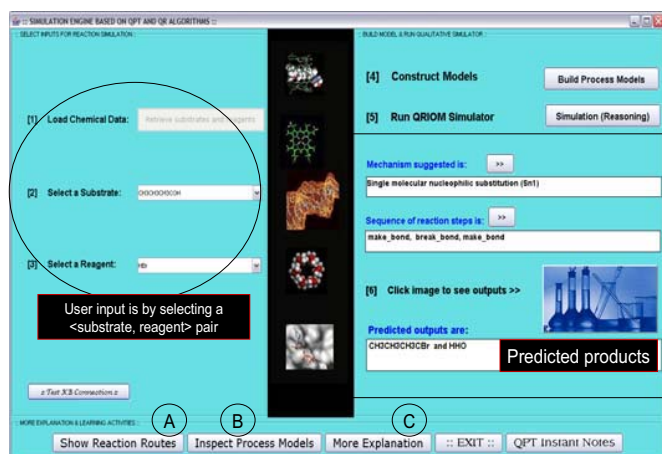 :: SIMULATION ENGINE BASED ON QPT AND QR ALGORITHMS ::
:: SELECT INPUTS FOR REACTION SIMULATION :
[1] Load Chemical Data:
Retrieve substrates and reagents
[2] Select a Substrate:
CH3CH3CH3COH
[3] Select a Reagent:
HBr
User input is by selecting a
<substrate, reagent> pair
:: Test KB Connection ::
:: BUILD MODEL & RUN QUALITATIVE SIMULATOR :
[4] Construct Models
Build Process Models
[5] Run QRIOM Simulator
Simulation (Reasoning)
Mechanism suggested is:
>>
Single molecular nucleophilic substitution (Sn1)
Sequence of reaction steps is:
>>
make_bond, break_bond, make_bond
[6] Click image to see outputs >>
Predicted outputs are:
CH3CH3CH3CBr and HHO
Predicted products
:: MORE EXPLANATION & LEARNING ACTIVITIES :
A
B
C
Show Reaction Routes
Inspect Process Models
More Explanation
:: EXIT ::
QPT Instant Notes